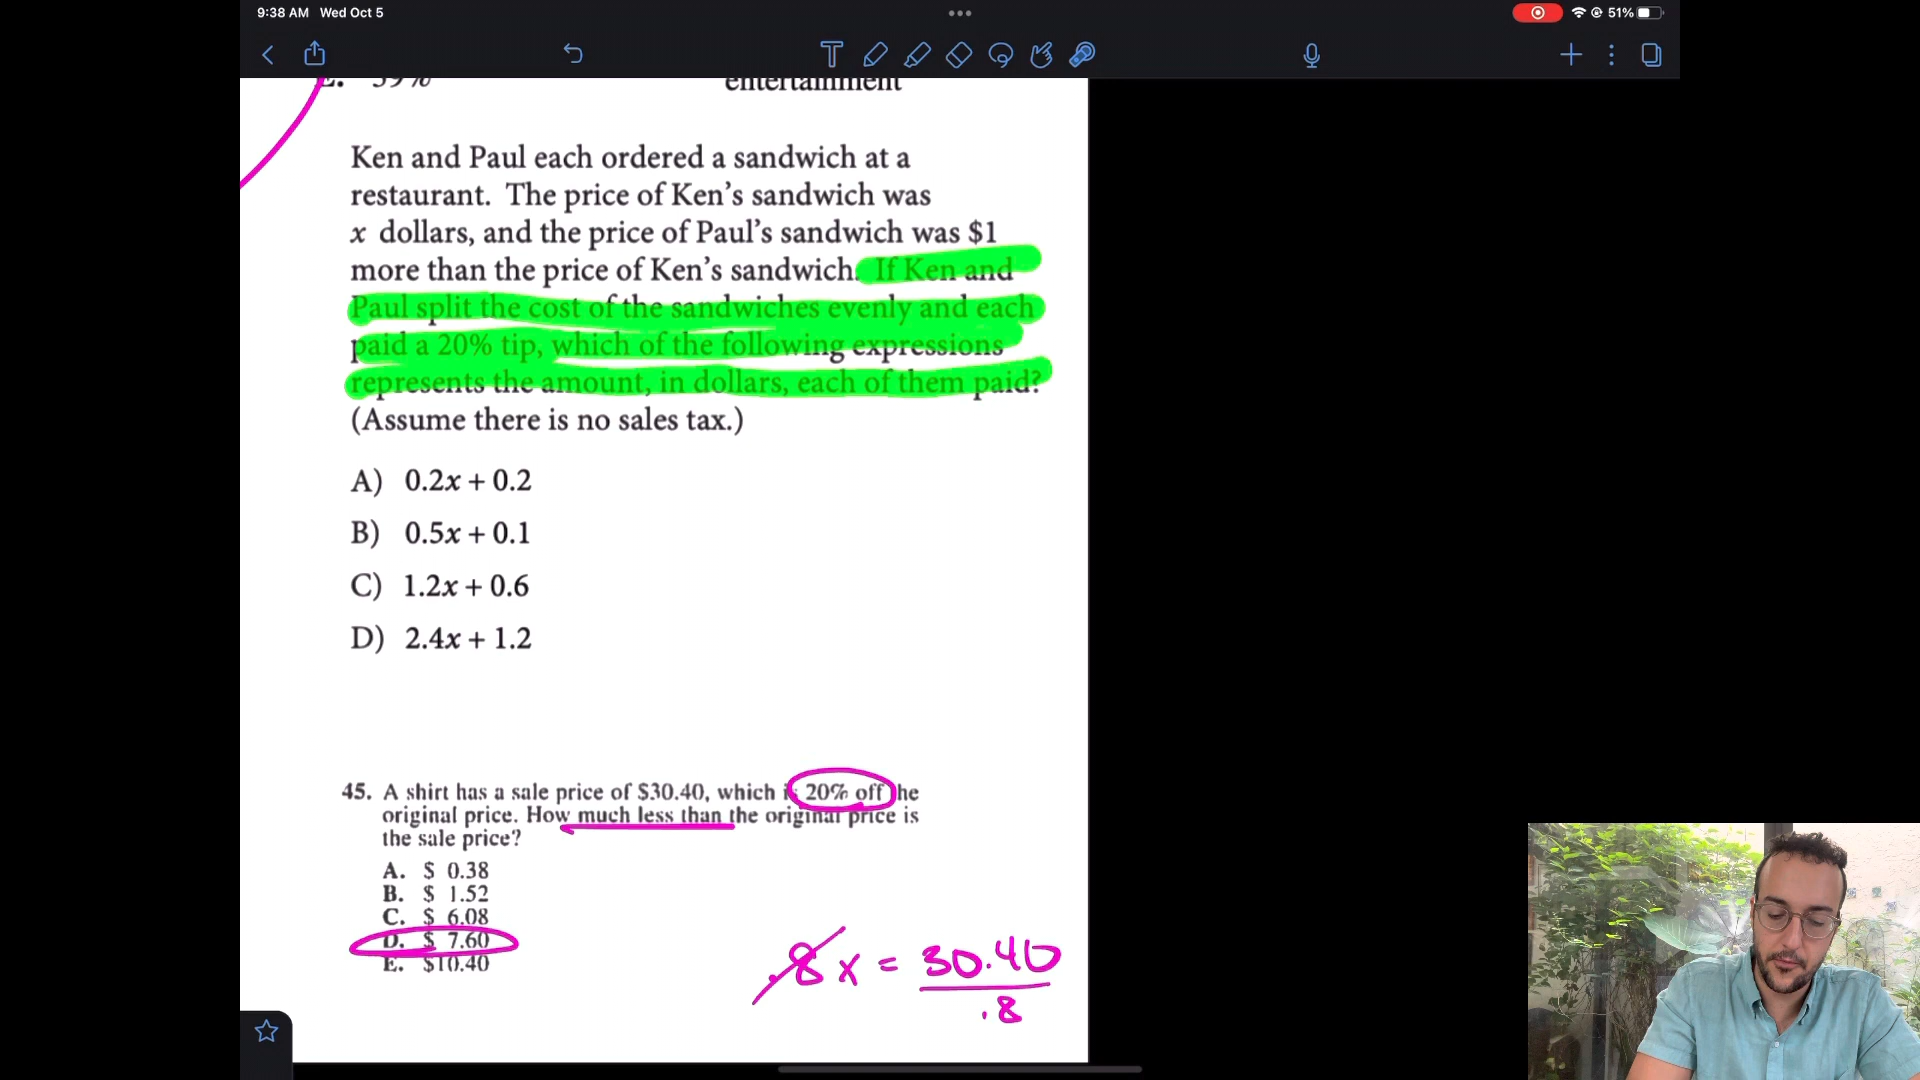 9:38 AM Wed Oct 5
51%
39%
entertainment
Ken and Paul each ordered a sandwich at a
restaurant. The price of Ken's sandwich was
x dollars, and the price of Paul's sandwich was $1
more than the price of Ken's sandwich. If Ken and
Paul split the cost of the sandwiches evenly and each
paid a 20% tip, which of the following expressions
represents the amount, in dollars, each of them paid?
(Assume there is no sales tax.)
A) 0.2x + 0.2
B) 0.5x + 0.1
C) 1.2x + 0.6
D) 2.4x + 1.2
45. A shirt has a sale price of $30.40, which is 20% off the
original price. How much less than the original price is
the sale price?
A. $ 0.38
B. $ 1.52
C. $ 6.08
D. $ 7.60
E. $10.40
.8x = 30.40
.8